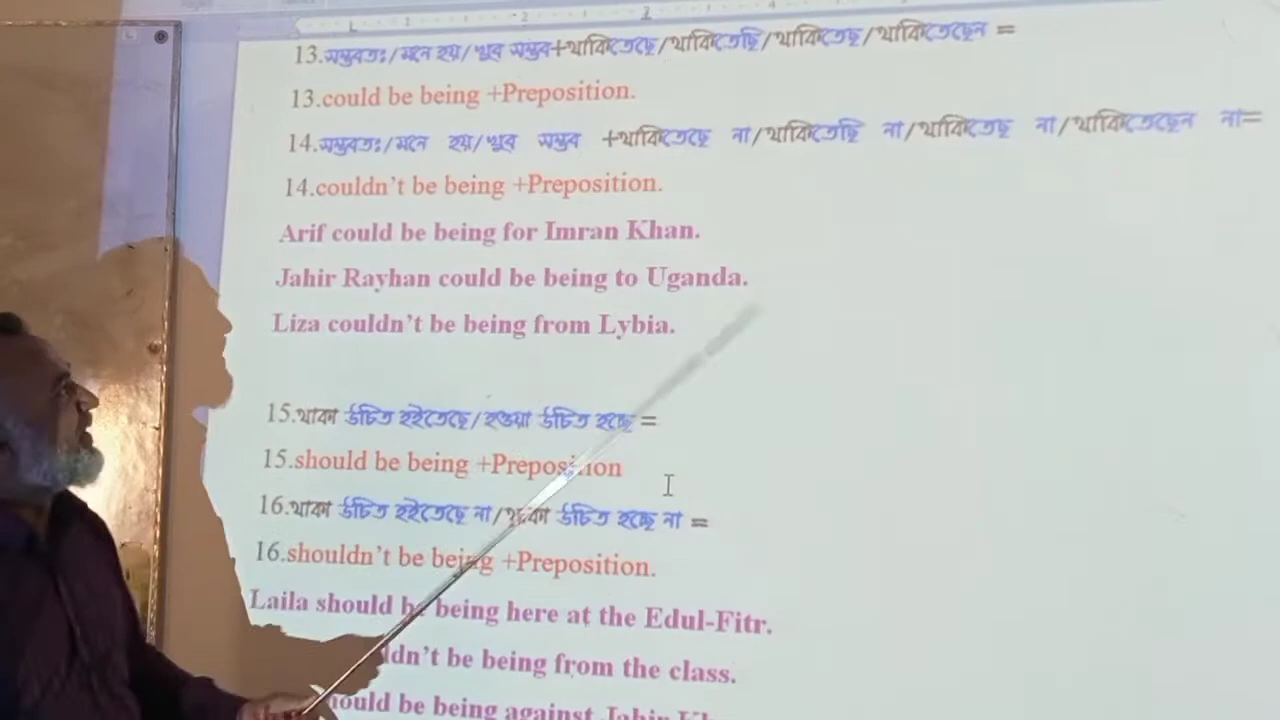 13.সম্ভবতঃ/মনে হয়/খুব সম্ভব+থাকিতেছে/থাকিতেছি/থাকিতেছ/থাকিতেছেন =
13.could be being +Preposition.
14.সম্ভবতঃ/মনে হয়/খুব সম্ভব +থাকিতেছে না/থাকিতেছি না/থাকিতেছ না/থাকিতেছেন না=
14.couldn't be being +Preposition.
Arif could be being for Imran Khan.
Jahir Rayhan could be being to Uganda.
Liza couldn't be being from Lybia.
15.থাকা উচিত হইতেছে/হওয়া উচিত হচ্ছে =
15.should be being +Preposition
16.থাকা উচিত হইতেছে না/থাকা উচিত হচ্ছে না =
16.shouldn't be being +Preposition.
Laila should be being here at the Edul-Fitr.
ldn't be being from the class.
hould be being against Jahir